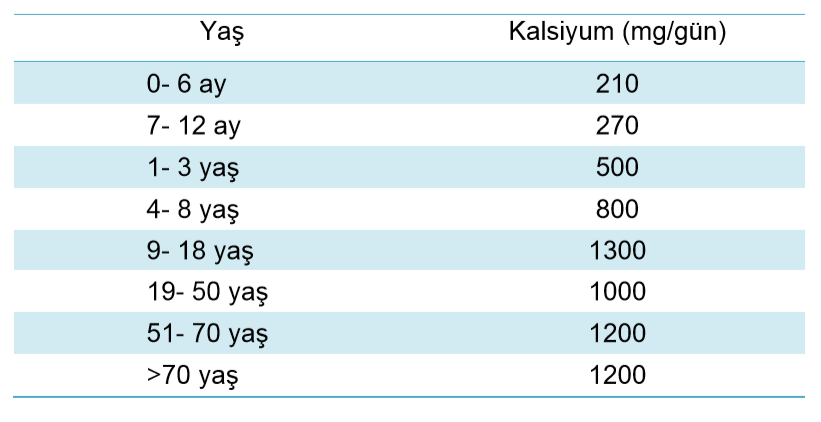 Yaş Kalsiyum (mg/gün)
0- 6 ay 210
7- 12 ay 270
1- 3 yaş 500
4- 8 yaş 800
9- 18 yaş 1300
19- 50 yaş 1000
51- 70 yaş 1200
>70 yaş 1200